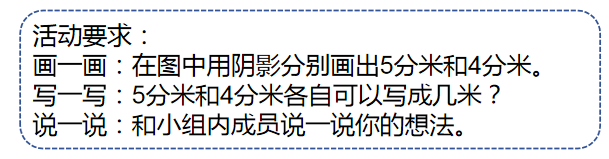 活动要求：
画一画：在图中用阴影分别画出5分米和4分米。
写一写：5分米和4分米各自可以写成几米？
说一说：和小组内成员说一说你的想法。